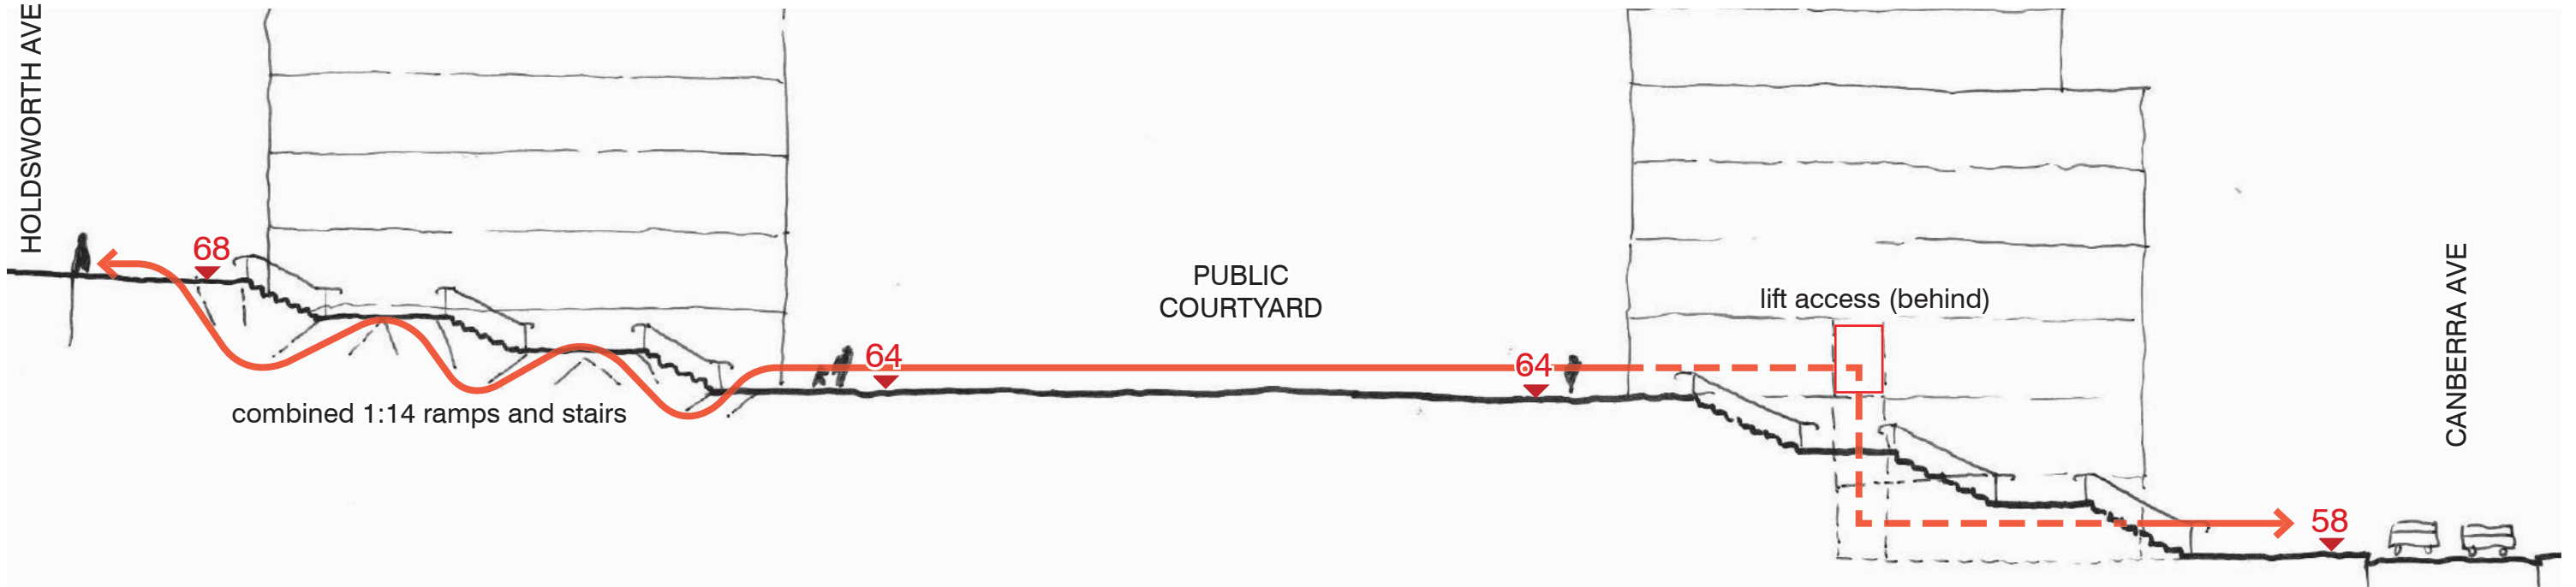 HOLDSWORTH AVE
68
combined 1:14 ramps and stairs
64
PUBLIC
COURTYARD
64
lift access (behind)
58
CANBERRA AVE